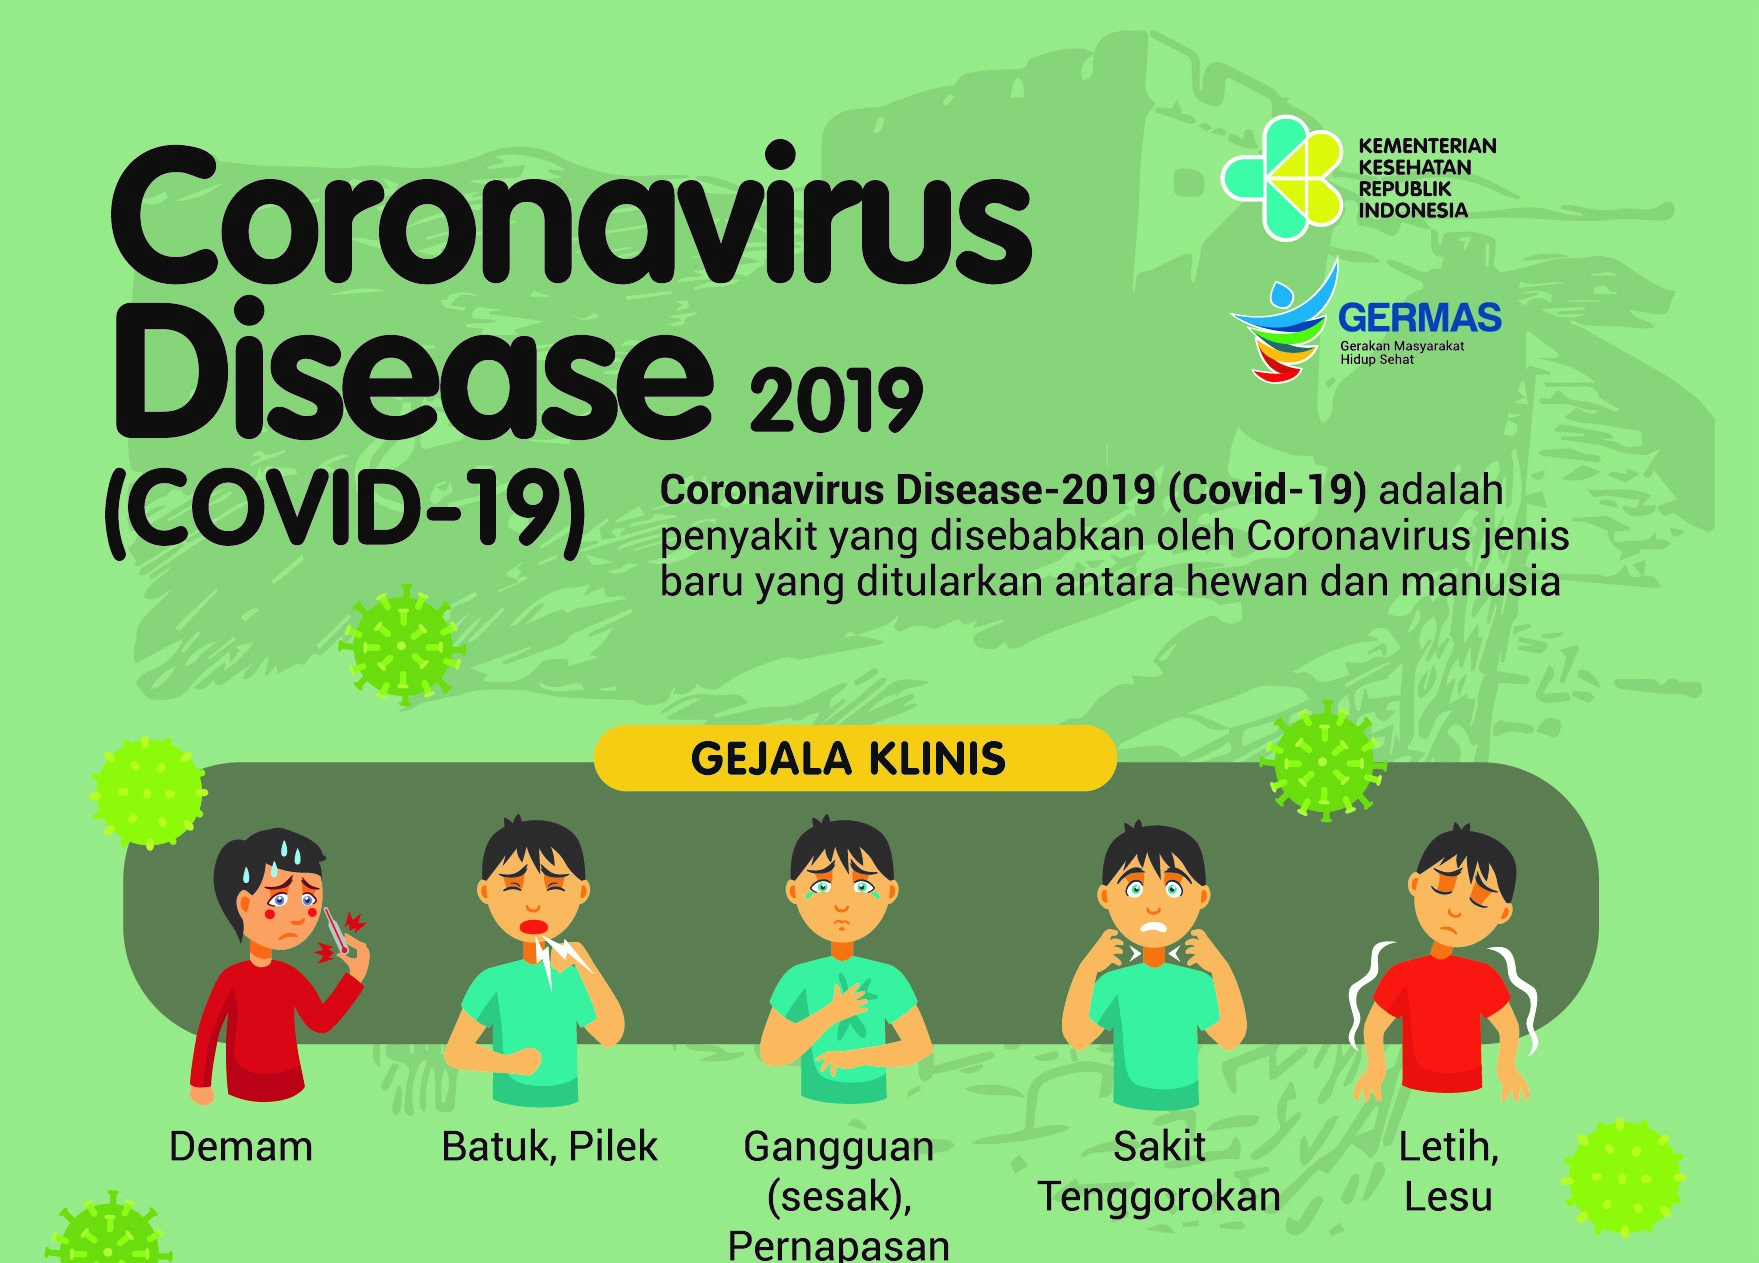 Coronavirus
Disease 2019
(COVID-19)
KEMENTERIAN
KESEHATAN
REPUBLIK
INDONESIA
GERMAS
Gerakan Masyarakat
Hidup Sehat
Coronavirus Disease-2019 (Covid-19) adalah
penyakit yang disebabkan oleh Coronavirus jenis
baru yang ditularkan antara hewan dan manusia
GEJALA KLINIS
Demam
Batuk, Pilek
Gangguan
(sesak),
Pernapasan
Sakit
Tenggorokan
Letih,
Lesu